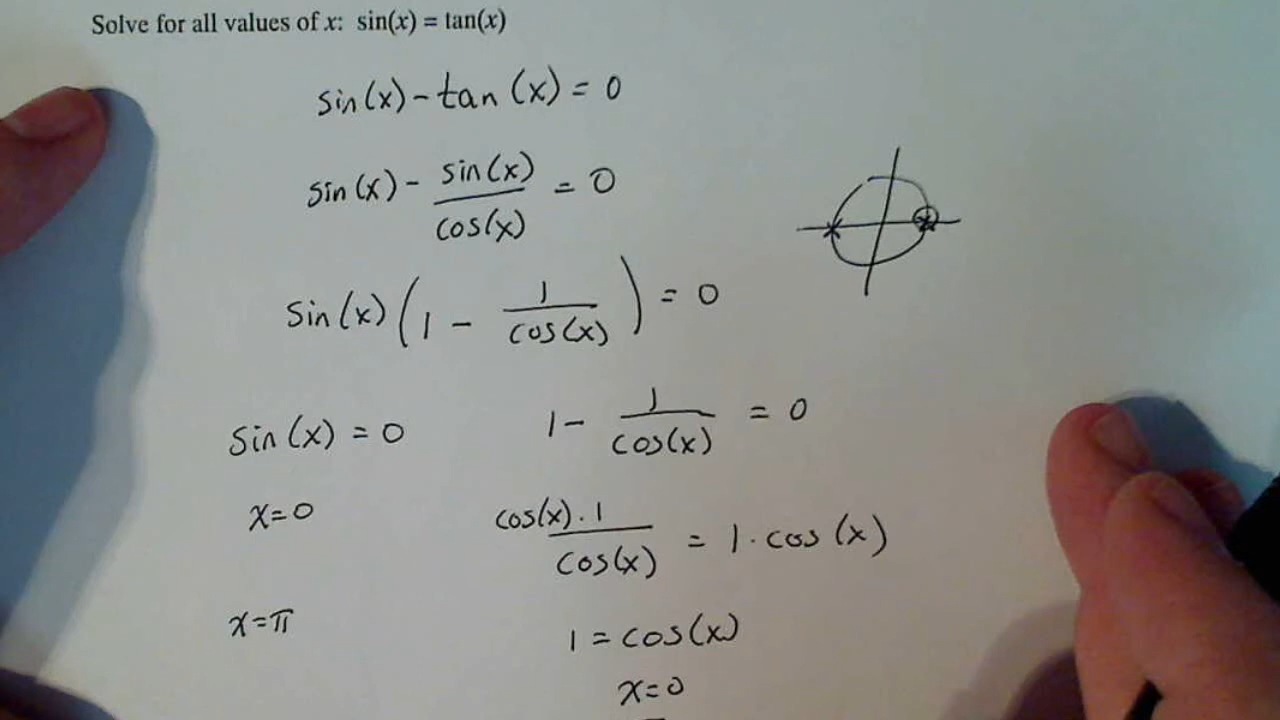 Solve for all values of x: sin(x) = tan(x)
sin(x) - tan(x) = 0
sin(x) - sin(x)/cos(x) = 0
sin(x)(1 - 1/cos(x)) = 0
sin(x) = 0
1 - 1/cos(x) = 0
x=0
cos(x)·1/cos(x) = 1·cos(x)
x=π
1 = cos(x)
x=0